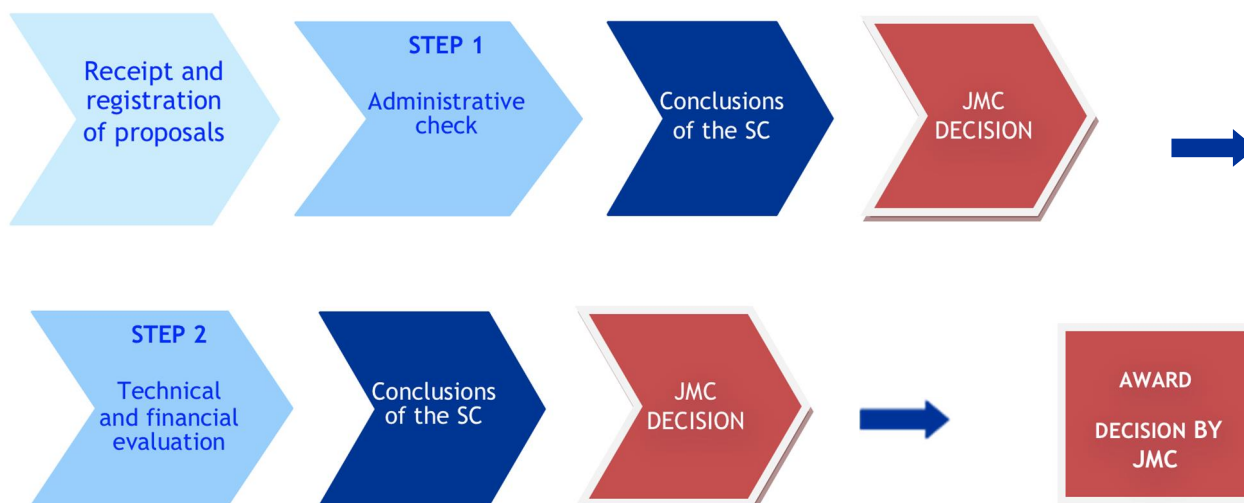 Receipt and
registration
of proposals
STEP 1
Administrative
check
Conclusions
of the SC
JMC
DECISION
STEP 2
Technical
and financial
evaluation
Conclusions
of the SC
JMC
DECISION
AWARD
DECISION BY
JMC